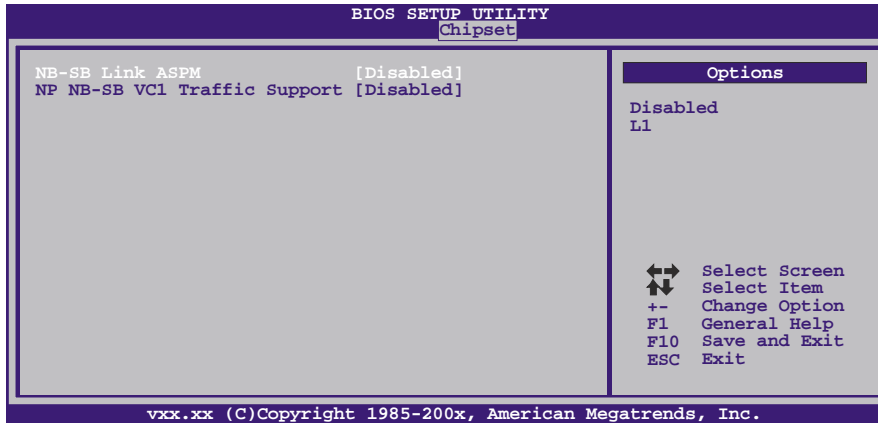 BIOS SETUP UTILITY
Chipset
NB-SB Link ASPM [Disabled]
NP NB-SB VC1 Traffic Support [Disabled]
Options
Disabled
L1
Select Screen
Select Item
+- Change Option
F1 General Help
F10 Save and Exit
ESC Exit
vxx.xx (C)Copyright 1985-200x, American Megatrends, Inc.